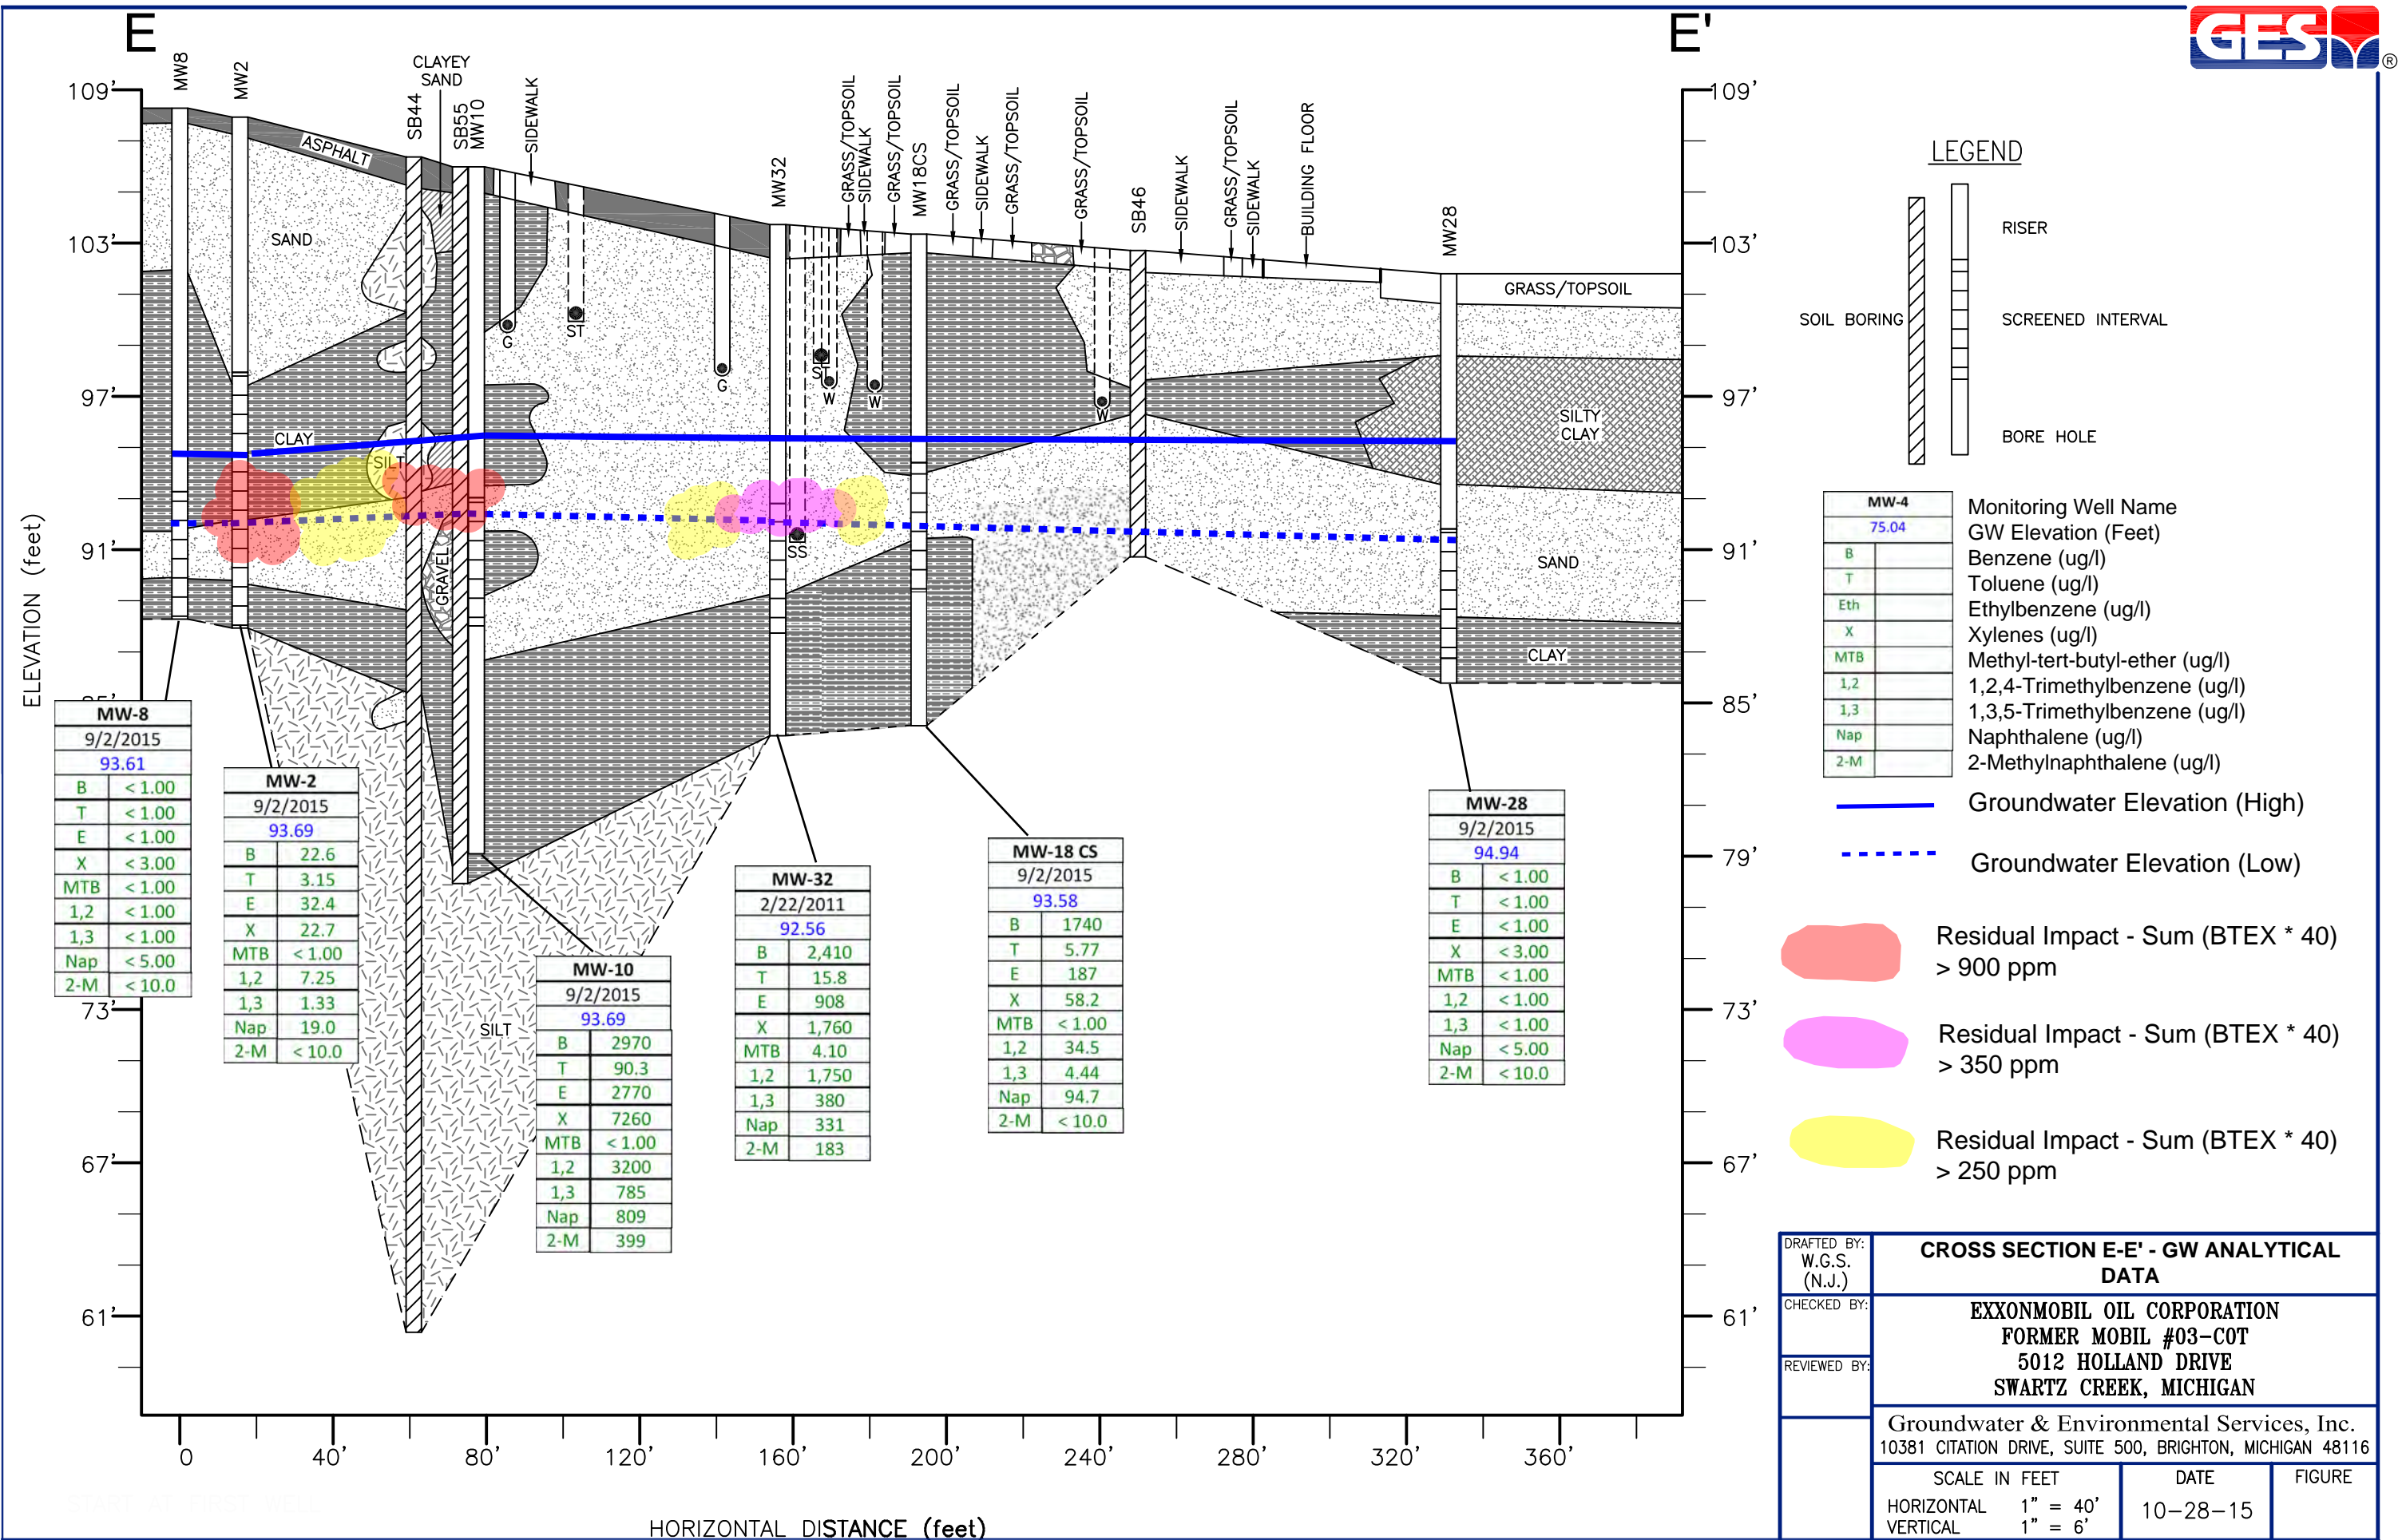 E
E'
GES
®
MW8
MW2
CLAYEY
SAND
SB44
SB55
MW10
SIDEWALK
MW32
GRASS/TOPSOIL
SIDEWALK
GRASS/TOPSOIL
MW18CS
GRASS/TOPSOIL
SIDEWALK
GRASS/TOPSOIL
GRASS/TOPSOIL
SB46
SIDEWALK
GRASS/TOPSOIL
SIDEWALK
BUILDING FLOOR
MW28
109'
103'
97'
91'
85'
73'
67'
61'
109'
103'
97'
91'
85'
79'
73'
67'
61'
ELEVATION (feet)
ASPHALT
SAND
CLAY
SILT
GRAVEL
SILT
G
ST
G
ST
W
W
W
SS
GRASS/TOPSOIL
SILTY
CLAY
SAND
CLAY
MW-8
9/2/2015
93.61
B < 1.00
T < 1.00
E < 1.00
X < 3.00
MTB < 1.00
1,2 < 1.00
1,3 < 1.00
Nap < 5.00
2-M < 10.0
MW-2
9/2/2015
93.69
B 22.6
T 3.15
E 32.4
X 22.7
MTB < 1.00
1,2 7.25
1,3 1.33
Nap 19.0
2-M < 10.0
MW-10
9/2/2015
93.69
B 2970
T 90.3
E 2770
X 7260
MTB < 1.00
1,2 3200
1,3 785
Nap 809
2-M 399
MW-32
2/22/2011
92.56
B 2,410
T 15.8
E 908
X 1,760
MTB 4.10
1,2 1,750
1,3 380
Nap 331
2-M 183
MW-18 CS
9/2/2015
93.58
B 1740
T 5.77
E 187
X 58.2
MTB < 1.00
1,2 34.5
1,3 4.44
Nap 94.7
2-M < 10.0
MW-28
9/2/2015
94.94
B < 1.00
T < 1.00
E < 1.00
X < 3.00
MTB < 1.00
1,2 < 1.00
1,3 < 1.00
Nap < 5.00
2-M < 10.0
0 40' 80' 120' 160' 200' 240' 280' 320' 360'
HORIZONTAL DISTANCE (feet)
LEGEND
RISER
SOIL BORING
SCREENED INTERVAL
BORE HOLE
MW-4 Monitoring Well Name
75.04 GW Elevation (Feet)
B Benzene (ug/l)
T Toluene (ug/l)
Eth Ethylbenzene (ug/l)
X Xylenes (ug/l)
MTB Methyl-tert-butyl-ether (ug/l)
1,2 1,2,4-Trimethylbenzene (ug/l)
1,3 1,3,5-Trimethylbenzene (ug/l)
Nap Naphthalene (ug/l)
2-M 2-Methylnaphthalene (ug/l)
Groundwater Elevation (High)
Groundwater Elevation (Low)
Residual Impact - Sum (BTEX * 40)
> 900 ppm
Residual Impact - Sum (BTEX * 40)
> 350 ppm
Residual Impact - Sum (BTEX * 40)
> 250 ppm
DRAFTED BY:
W.G.S.
(N.J.)
CHECKED BY:
REVIEWED BY:
CROSS SECTION E-E' - GW ANALYTICAL
DATA
EXXONMOBIL OIL CORPORATION
FORMER MOBIL #03-C0T
5012 HOLLAND DRIVE
SWARTZ CREEK, MICHIGAN
Groundwater & Environmental Services, Inc.
10381 CITATION DRIVE, SUITE 500, BRIGHTON, MICHIGAN 48116
SCALE IN FEET
HORIZONTAL 1" = 40'
VERTICAL 1" = 6'
DATE
10-28-15
FIGURE